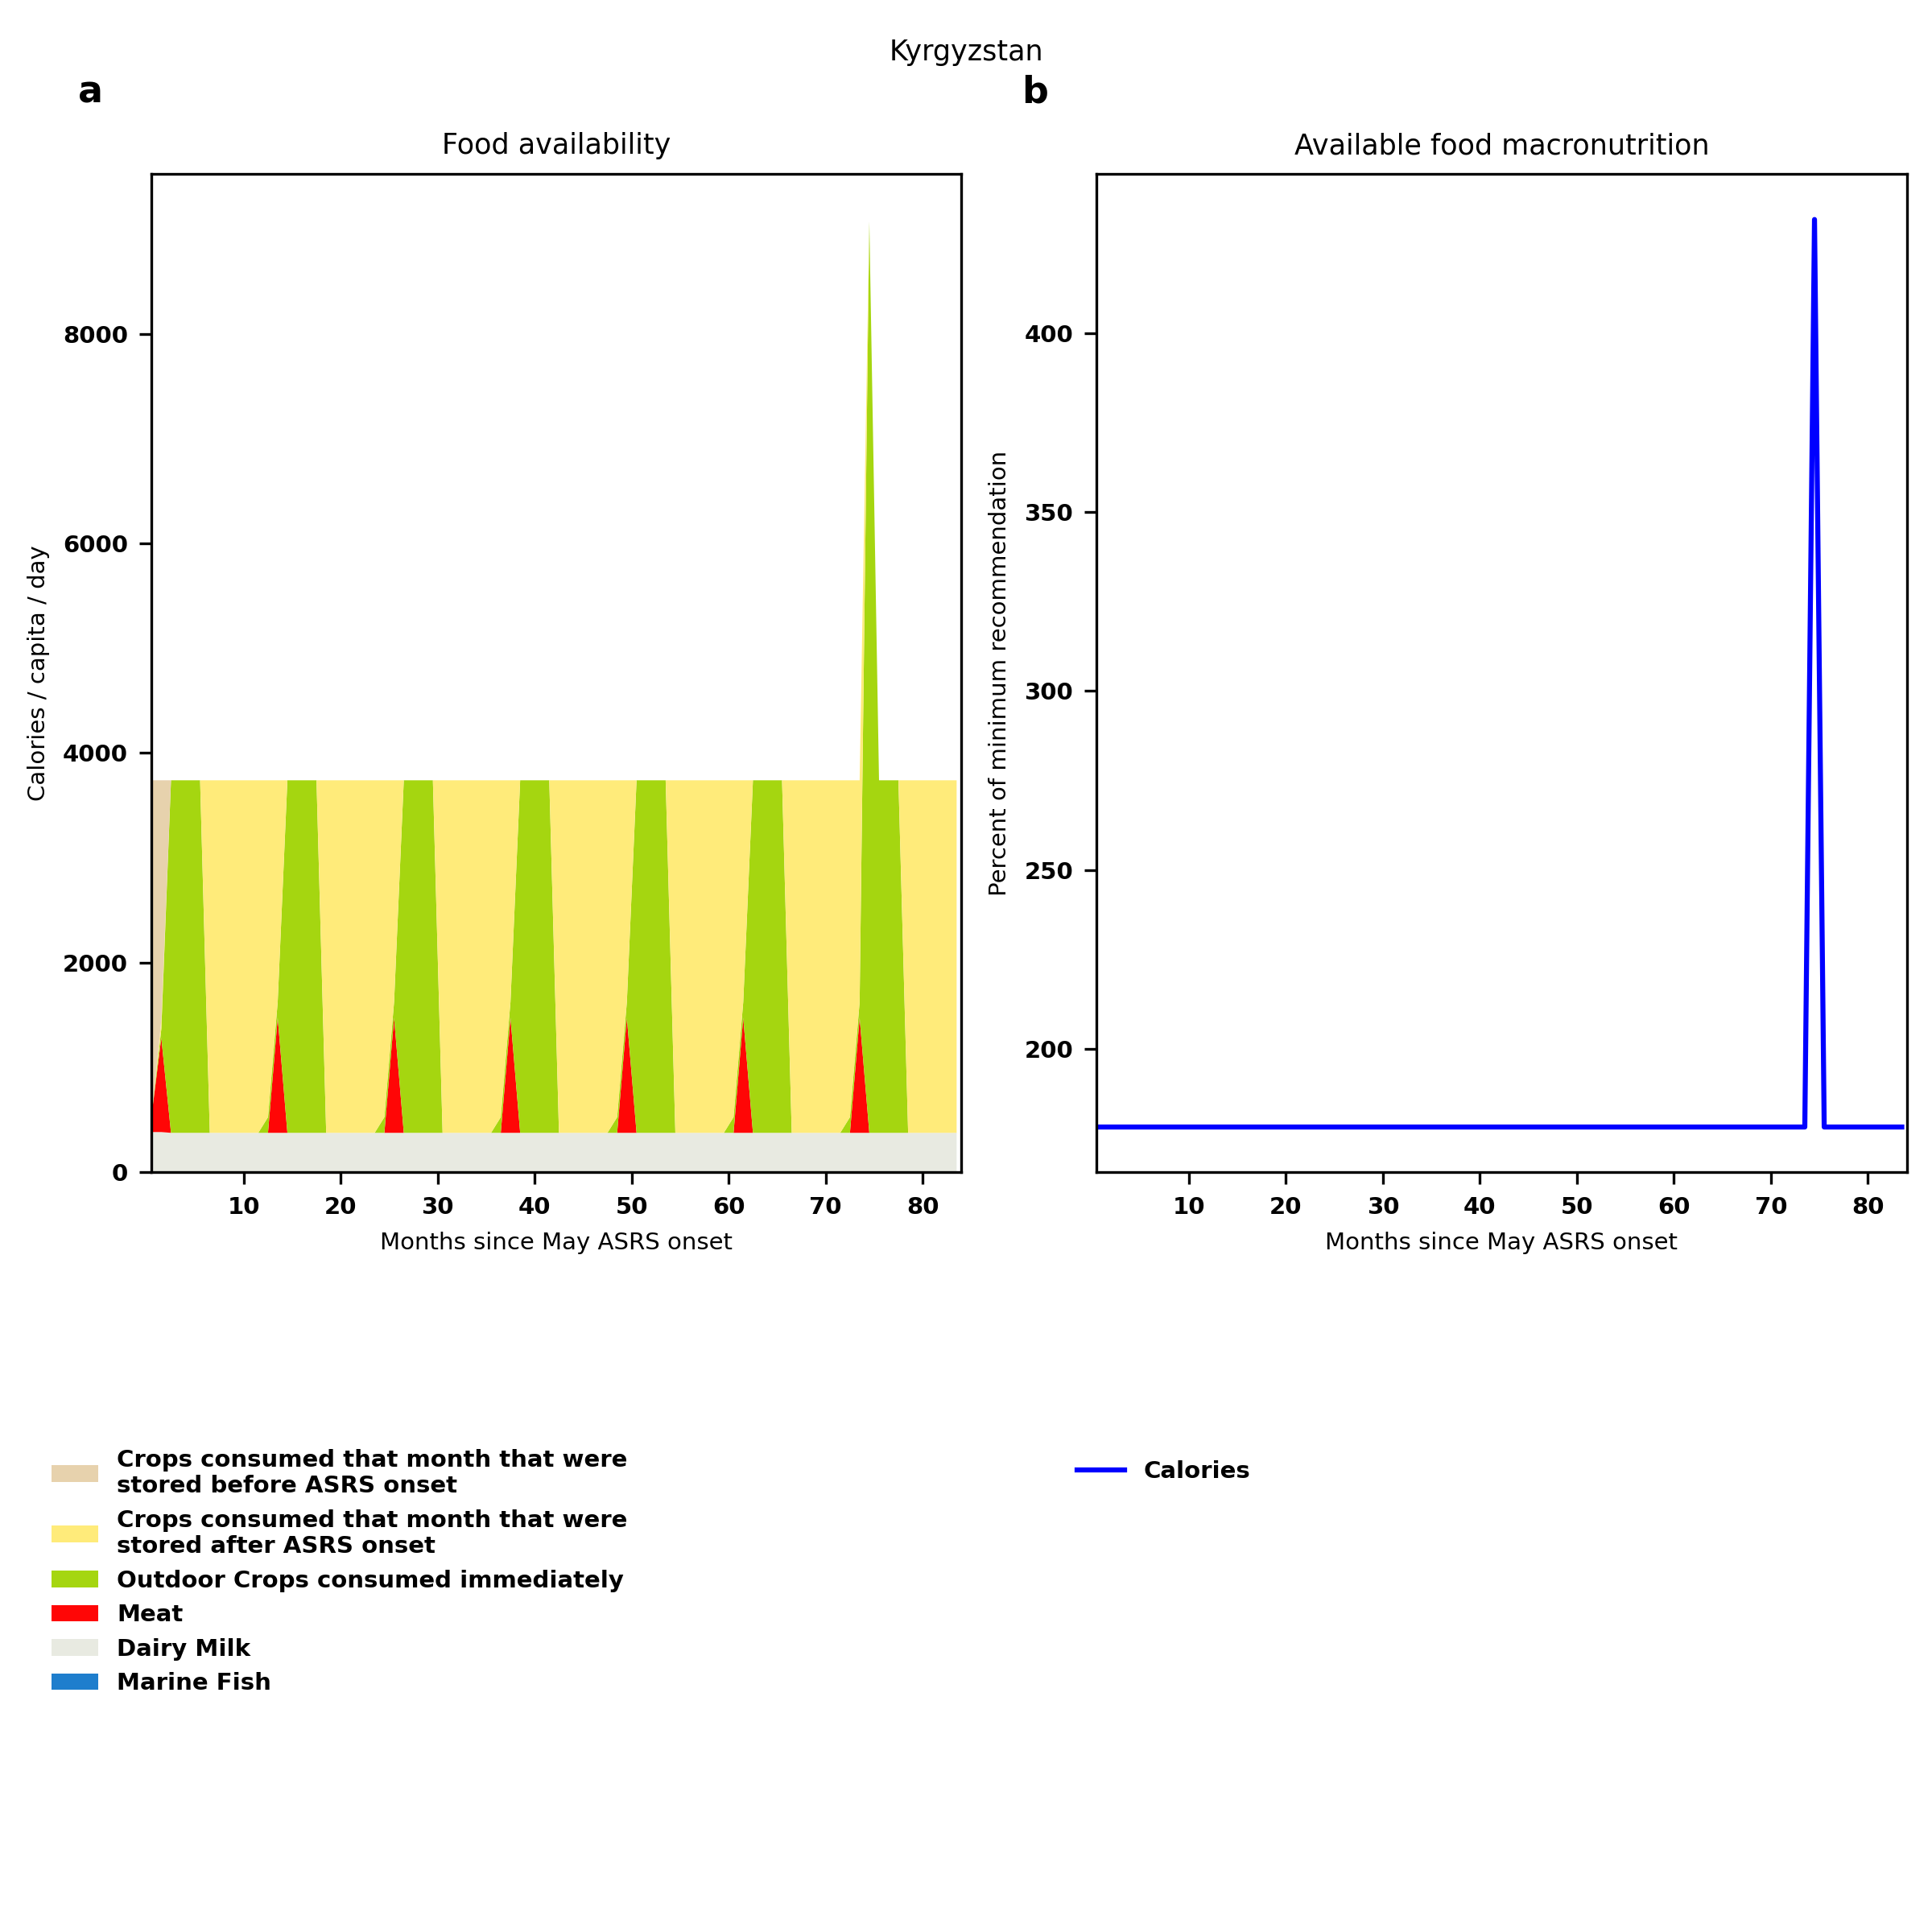 Kyrgyzstan
a
Food availability
Calories / capita / day
8000
6000
4000
2000
0
10 20 30 40 50 60 70 80
Months since May ASRS onset
b
Available food macronutrition
Percent of minimum recommendation
400
350
300
250
200
10 20 30 40 50 60 70 80
Months since May ASRS onset
Crops consumed that month that were
stored before ASRS onset
Crops consumed that month that were
stored after ASRS onset
Outdoor Crops consumed immediately
Meat
Dairy Milk
Marine Fish
Calories